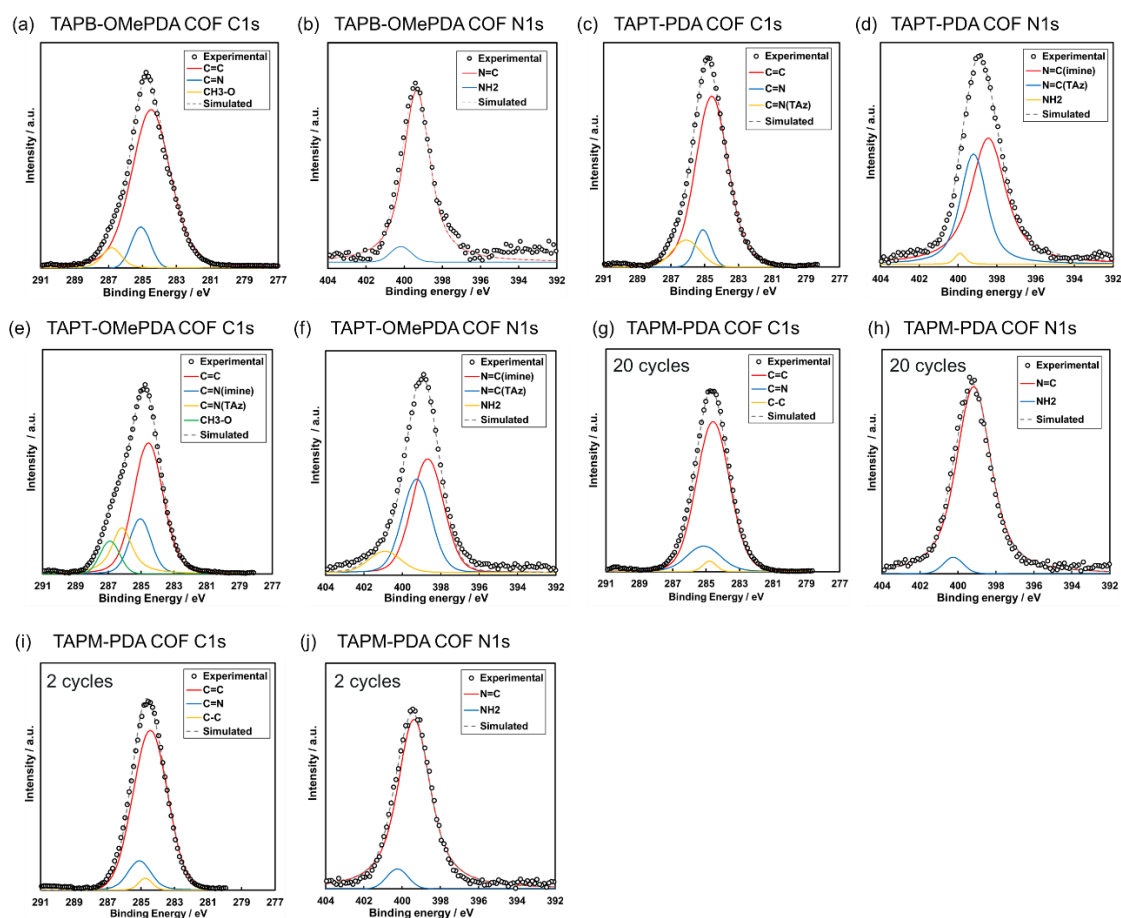 (a) TAPB-OMePDA COF C1s
Intensity / a.u.
Experimental
C=C
C=N
CH3-O
Simulated
291 289 287 285 283 281 279 277
Binding Energy / eV
(b) TAPB-OMePDA COF N1s
Intensity / a.u.
Experimental
N=C
NH2
Simulated
404 402 400 398 396 394 392
Binding Energy / eV
(c) TAPT-PDA COF C1s
Intensity / a.u.
Experimental
C=C
C=N
C=N(TAz)
Simulated
291 289 287 285 283 281 279 277
Binding Energy / eV
(d) TAPT-PDA COF N1s
Intensity / a.u.
Experimental
N=C(imine)
N=C(TAz)
NH2
Simulated
404 402 400 398 396 394 392
Binding Energy / eV
(e) TAPT-OMePDA COF C1s
Intensity / a.u.
Experimental
C=C
C=N(imine)
C=N(TAz)
CH3-O
Simulated
291 289 287 285 283 281 279 277
Binding Energy / eV
(f) TAPT-OMePDA COF N1s
Intensity / a.u.
Experimental
N=C(imine)
N=C(TAz)
NH2
Simulated
404 402 400 398 396 394 392
Binding energy / eV
(g) TAPM-PDA COF C1s
20 cycles
Intensity / a.u.
Experimental
C=C
C=N
C-C
Simulated
291 289 287 285 283 281 279 277
Binding Energy / eV
(h) TAPM-PDA COF N1s
20 cycles
Intensity / a.u.
Experimental
N=C
NH2
Simulated
404 402 400 398 396 394 392
Binding energy / eV
(i) TAPM-PDA COF C1s
2 cycles
Intensity / a.u.
Experimental
C=C
C=N
C-C
Simulated
291 289 287 285 283 281 279 277
Binding Energy / eV
(j) TAPM-PDA COF N1s
2 cycles
Intensity / a.u.
Experimental
N=C
NH2
Simulated
404 402 400 398 396 394 392
Binding energy / eV